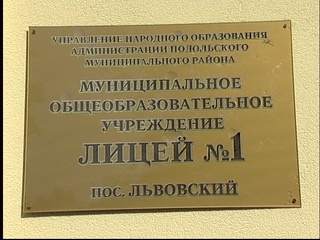 УПРАВЛЕНИЕ НАРОДНОГО ОБРАЗОВАНИЯ
АДМИНИСТРАЦИИ ПОДОЛЬСКОГО
МУНИЦИПАЛЬНОГО РАЙОНА
МУНИЦИПАЛЬНОЕ
ОБЩЕОБРАЗОВАТЕЛЬНОЕ
УЧРЕЖДЕНИЕ
ЛИЦЕЙ №1
ПОС. ЛЬВОВСКИЙ